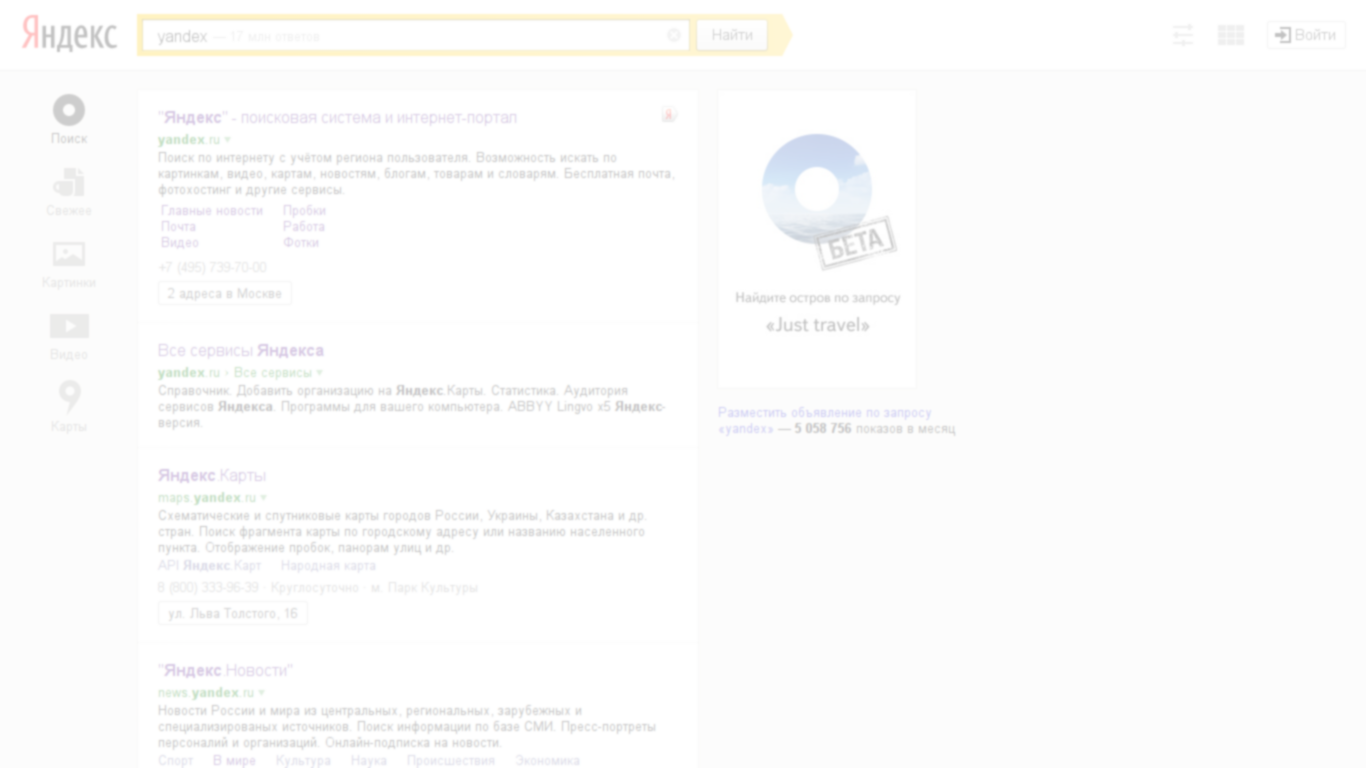 Яндекс
yandex — 17 млн ответов
Найти
Войти
Поиск
Свежее
Картинки
Видео
Карты
"Яндекс" - поисковая система и интернет-портал
yandex.ru
Поиск по интернету с учётом региона пользователя. Возможность искать по
картинкам, видео, картам, новостям, блогам, товарам и словарям. Бесплатная почта,
фотохостинг и другие сервисы.
Главные новости Пробки
Почта Работа
Видео Фотки
+7 (495) 739-70-00
2 адреса в Москве
Все сервисы Яндекса
yandex.ru › Все сервисы
Справочник. Добавить организацию на Яндекс.Карты. Статистика. Аудитория
сервисов Яндекса. Программы для вашего компьютера. ABBYY Lingvo x5 Яндекс-
версия.
Яндекс.Карты
maps.yandex.ru
Схематические и спутниковые карты городов России, Украины, Казахстана и др.
стран. Поиск фрагмента карты по городскому адресу или названию населенного
пункта. Отображение пробок, панорам улиц и др.
API Яндекс.Карт Народная карта
8 (800) 333-96-39 · Круглосуточно · м. Парк Культуры
ул. Льва Толстого, 16
"Яндекс.Новости"
news.yandex.ru
Новости России и мира из центральных, региональных, зарубежных и
специализированых источников. Поиск информации по базе СМИ. Пресс-портреты
персоналий и организаций. Онлайн-подписка на новости.
Спорт В мире Культура Наука Происшествия Экономика
БЕТА
Найдите остров по запросу
«Just travel»
Разместить объявление по запросу
«yandex» — 5 058 756 показов в месяц